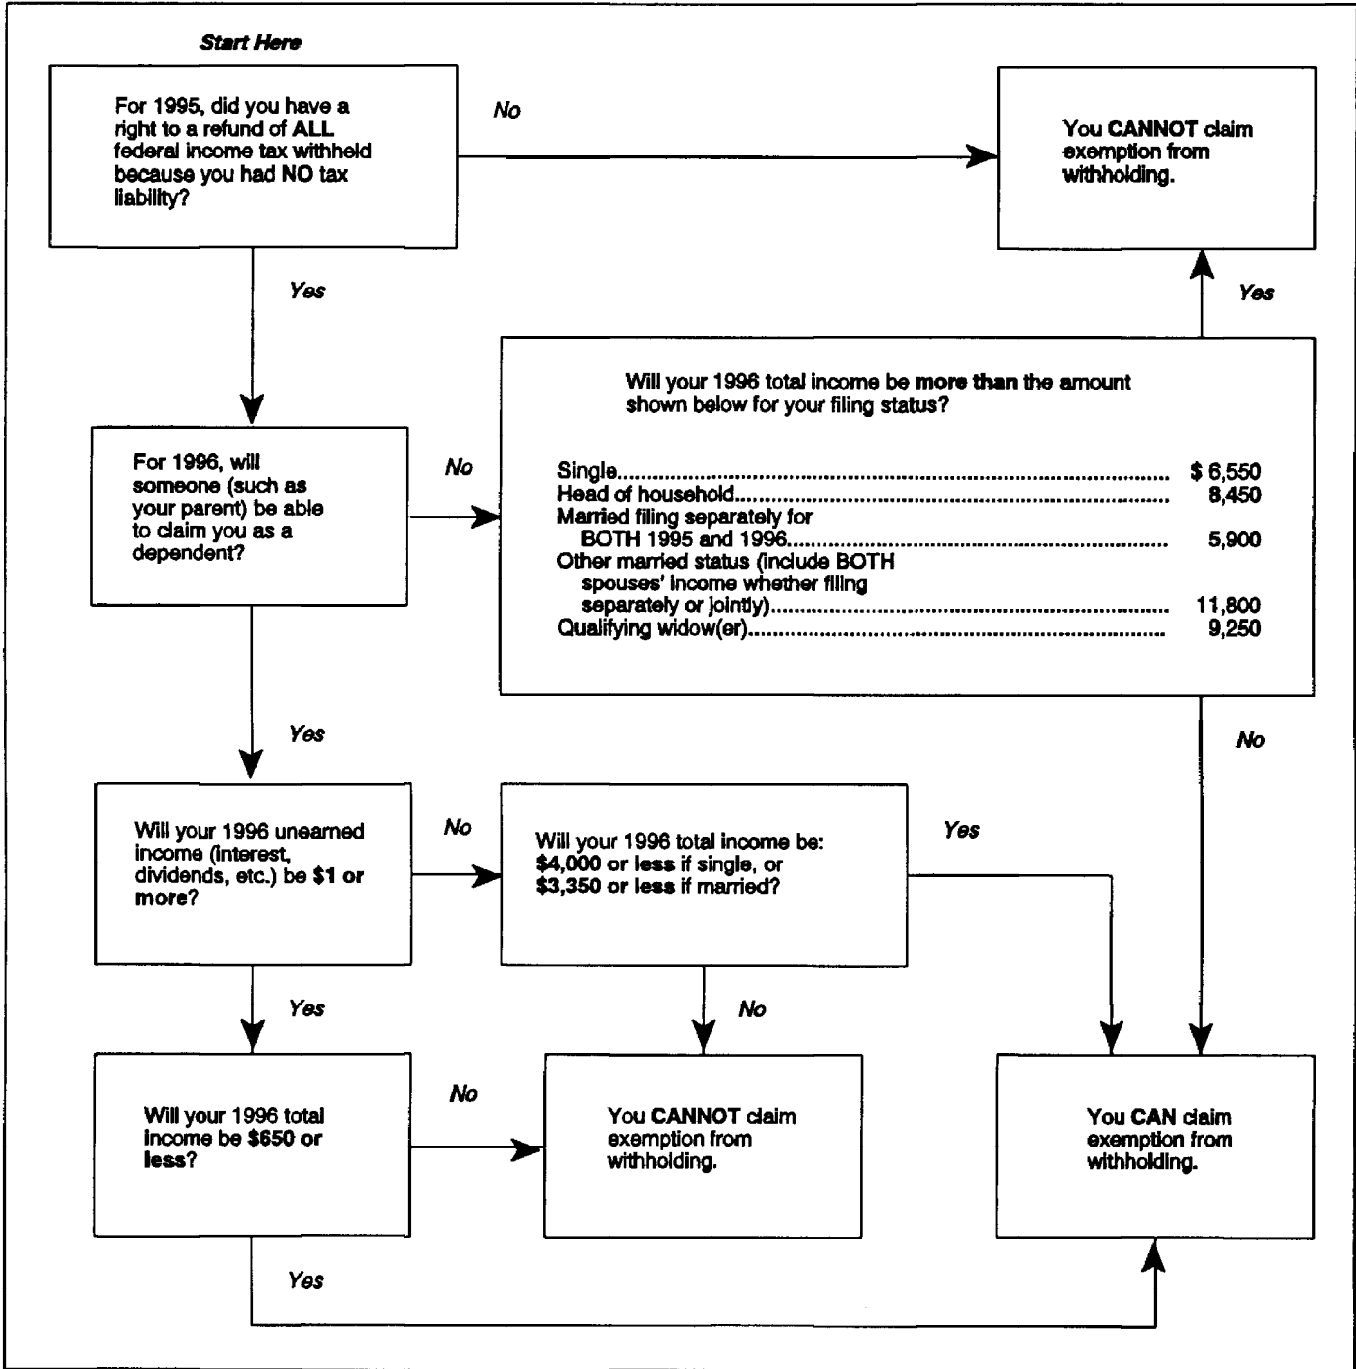 Start Here
For 1995, did you have a
right to a refund of ALL
federal income tax withheld
because you had NO tax
liability?
No
You CANNOT claim
exemption from
withholding.
Yes
Yes
Will your 1996 total income be more than the amount
shown below for your filing status?
Single.......... $ 6,550
Head of household.......... 8,450
Married filing separately for
BOTH 1995 and 1996.......... 5,900
Other married status (include BOTH
spouses' income whether filing
separately or jointly).......... 11,800
Qualifying widow(er).......... 9,250
For 1996, will
someone (such as
your parent) be able
to claim you as a
dependent?
No
Yes
No
Will your 1996 unearned
income (interest,
dividends, etc.) be $1 or
more?
No
Will your 1996 total income be:
$4,000 or less if single, or
$3,350 or less if married?
Yes
Yes
No
Will your 1996 total
income be $650 or
less?
No
You CANNOT claim
exemption from
withholding.
You CAN claim
exemption from
withholding.
Yes